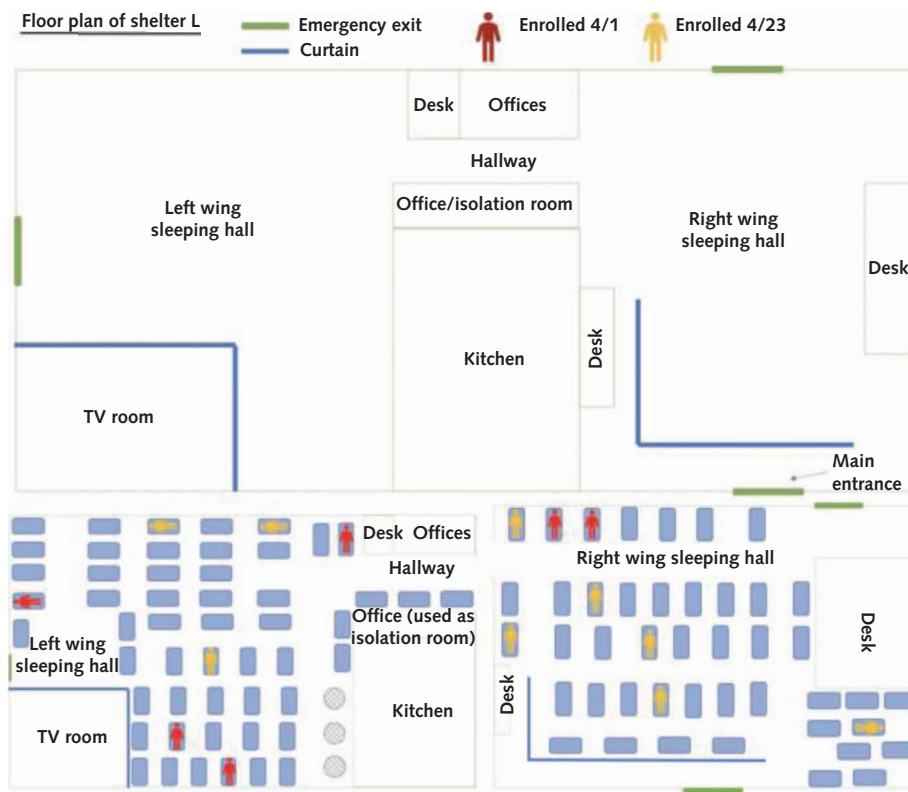 Floor plan of shelter L
Emergency exit
Curtain
Enrolled 4/1
Enrolled 4/23
Desk
Offices
Hallway
Left wing
sleeping hall
Office/isolation room
Right wing
sleeping hall
Desk
Kitchen
Desk
TV room
Main
entrance
Desk Offices
Hallway
Office (used as
isolation room)
Left wing
sleeping hall
TV room
Kitchen
Right wing sleeping hall
Desk
Desk